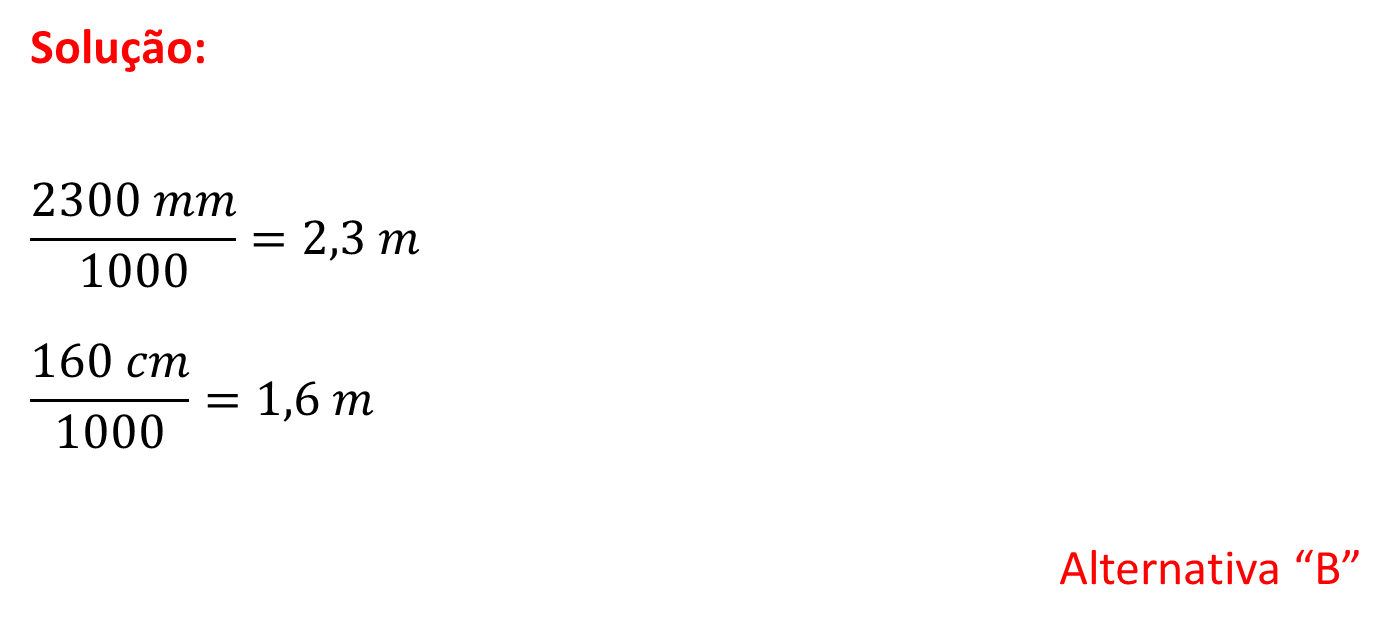 Solução:
2300 mm
1000
= 2,3 m
160 cm
1000
= 1,6 m
Alternativa “B”